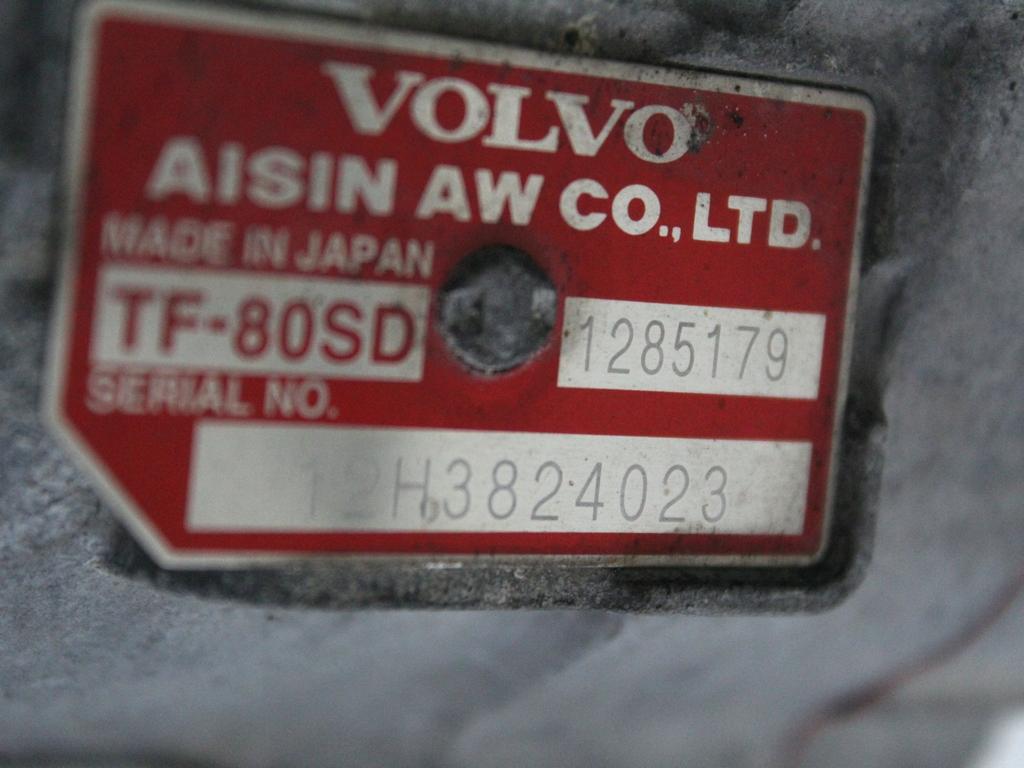 VOLVO
AISIN AW CO., LTD.
MADE IN JAPAN
TF-80SD 1285179
SERIAL NO.
12H3824023